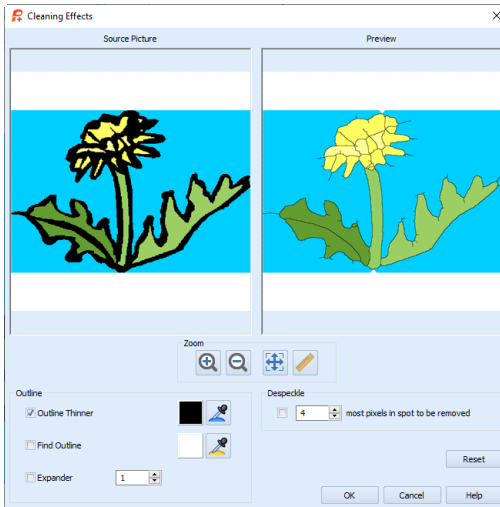 Cleaning Effects
Source Picture
Preview
Zoom
Outline
Outline Thinner
Find Outline
Expander
1
Despeckle
4
most pixels in spot to be removed
Reset
OK
Cancel
Help